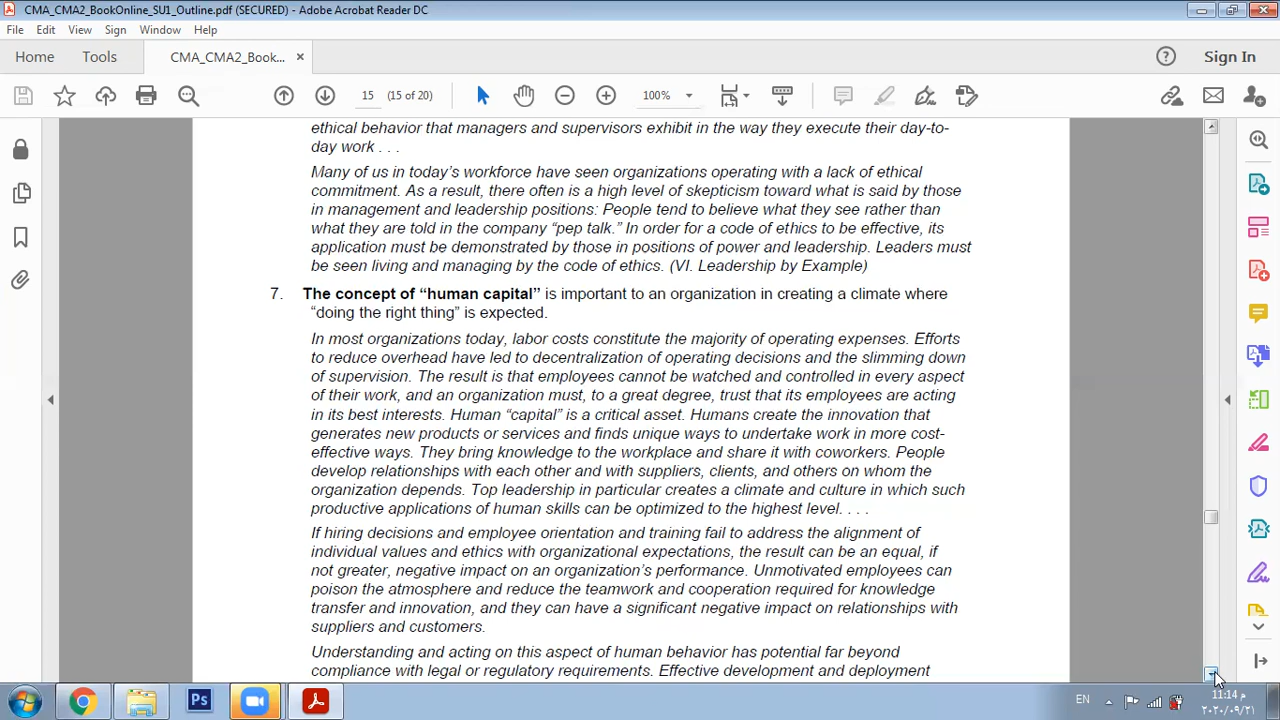 CMA_CMA2_BookOnline_SU1_Outline.pdf (SECURED) - Adobe Acrobat Reader DC
File Edit View Sign Window Help
Home Tools CMA_CMA2_Book... × Sign In
15 (15 of 20) 100%
ethical behavior that managers and supervisors exhibit in the way they execute their day-to-
day work . . .
Many of us in today’s workforce have seen organizations operating with a lack of ethical
commitment. As a result, there often is a high level of skepticism toward what is said by those
in management and leadership positions: People tend to believe what they see rather than
what they are told in the company “pep talk.” In order for a code of ethics to be effective, its
application must be demonstrated by those in positions of power and leadership. Leaders must
be seen living and managing by the code of ethics. (VI. Leadership by Example)
7. The concept of “human capital” is important to an organization in creating a climate where
“doing the right thing” is expected.
In most organizations today, labor costs constitute the majority of operating expenses. Efforts
to reduce overhead have led to decentralization of operating decisions and the slimming down
of supervision. The result is that employees cannot be watched and controlled in every aspect
of their work, and an organization must, to a great degree, trust that its employees are acting
in its best interests. Human “capital” is a critical asset. Humans create the innovation that
generates new products or services and finds unique ways to undertake work in more cost-
effective ways. They bring knowledge to the workplace and share it with coworkers. People
develop relationships with each other and with suppliers, clients, and others on whom the
organization depends. Top leadership in particular creates a climate and culture in which such
productive applications of human skills can be optimized to the highest level. . . .
If hiring decisions and employee orientation and training fail to address the alignment of
individual values and ethics with organizational expectations, the result can be an equal, if
not greater, negative impact on an organization’s performance. Unmotivated employees can
poison the atmosphere and reduce the teamwork and cooperation required for knowledge
transfer and innovation, and they can have a significant negative impact on relationships with
suppliers and customers.
Understanding and acting on this aspect of human behavior has potential far beyond
compliance with legal or regulatory requirements. Effective development and deployment
Ps EN 11:14 م
٢٠٢٠/٠٩/٢١